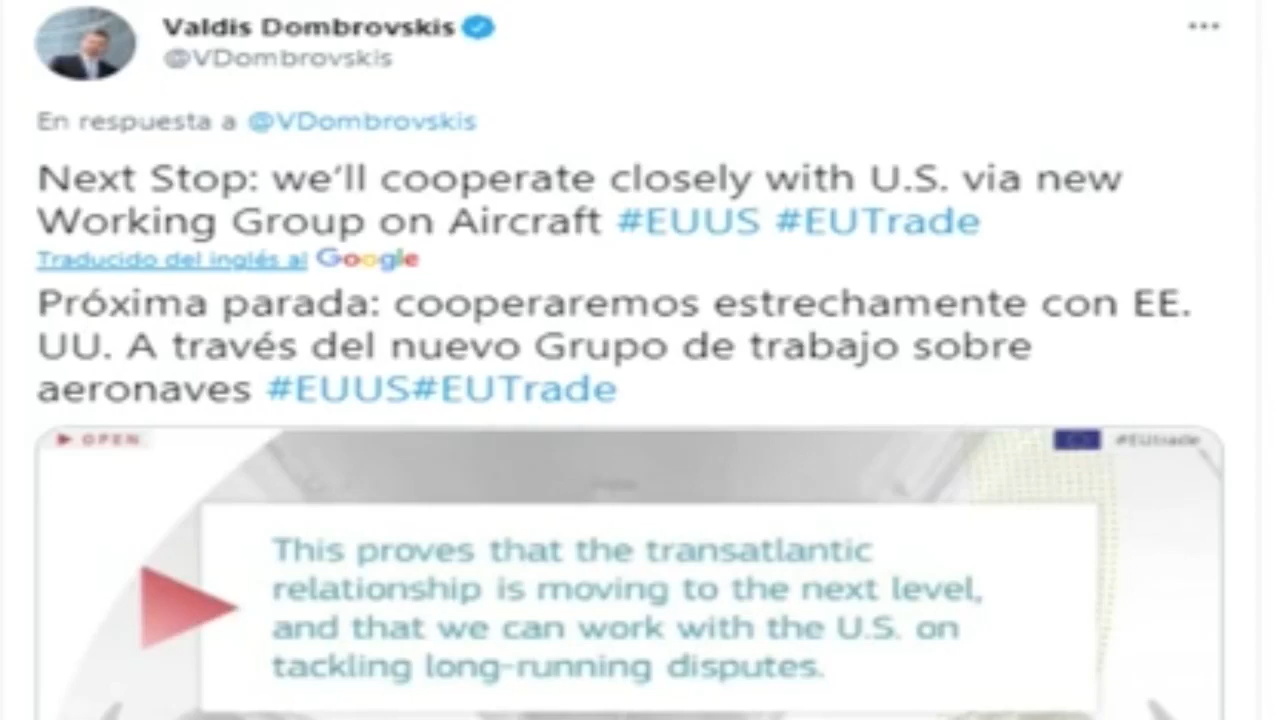 Valdis Dombrovskis
@VDombrovskis
En respuesta a @VDombrovskis
Next Stop: we'll cooperate closely with U.S. via new
Working Group on Aircraft #EUUS #EUTrade
Traducido del inglés al Google
Próxima parada: cooperaremos estrechamente con EE.
UU. A través del nuevo Grupo de trabajo sobre
aeronaves #EUUS#EUTrade
OPEN
#EUtrade
This proves that the transatlantic
relationship is moving to the next level,
and that we can work with the U.S. on
tackling long-running disputes.